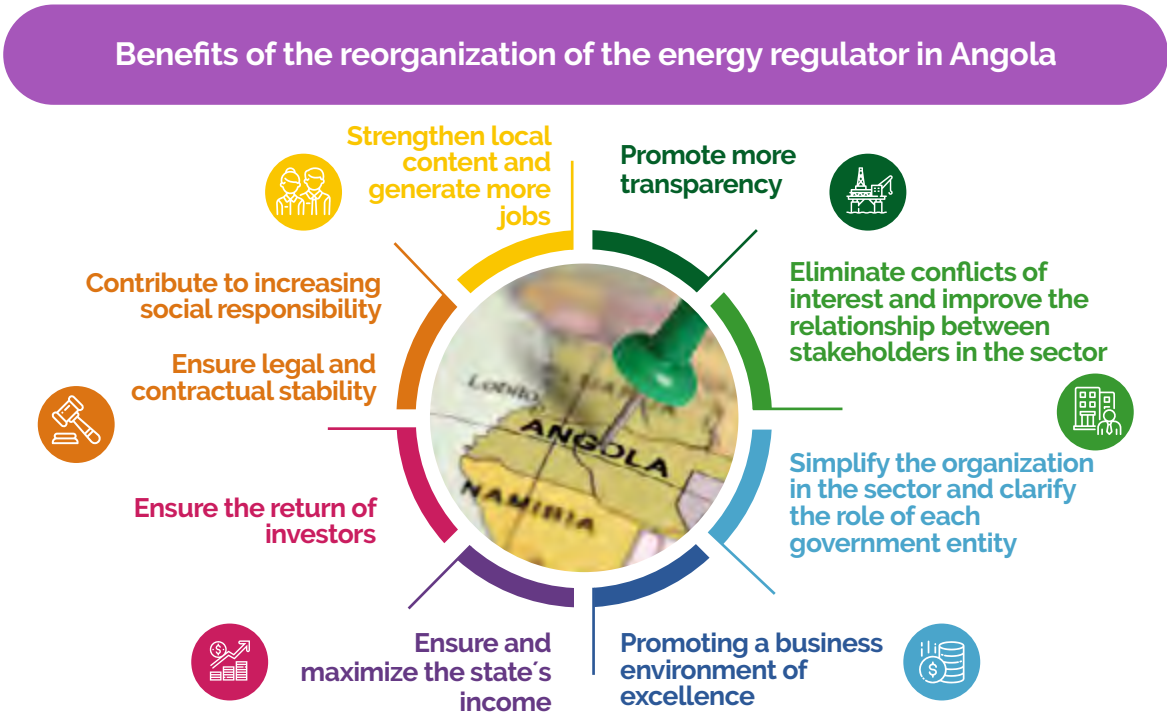 Benefits of the reorganization of the energy regulator in Angola
Strengthen local
content and
generate more
jobs
Promote more
transparency
Contribute to increasing
social responsibility
Eliminate conflicts of
interest and improve the
relationship between
stakeholders in the sector
Ensure legal and
contractual stability
Lobito
ANGOLA
NAMIBIA
Simplify the organization
in the sector and clarify
the role of each
government entity
Ensure the return of
investors
Ensure and
maximize the state´s
income
Promoting a business
environment of
excellence